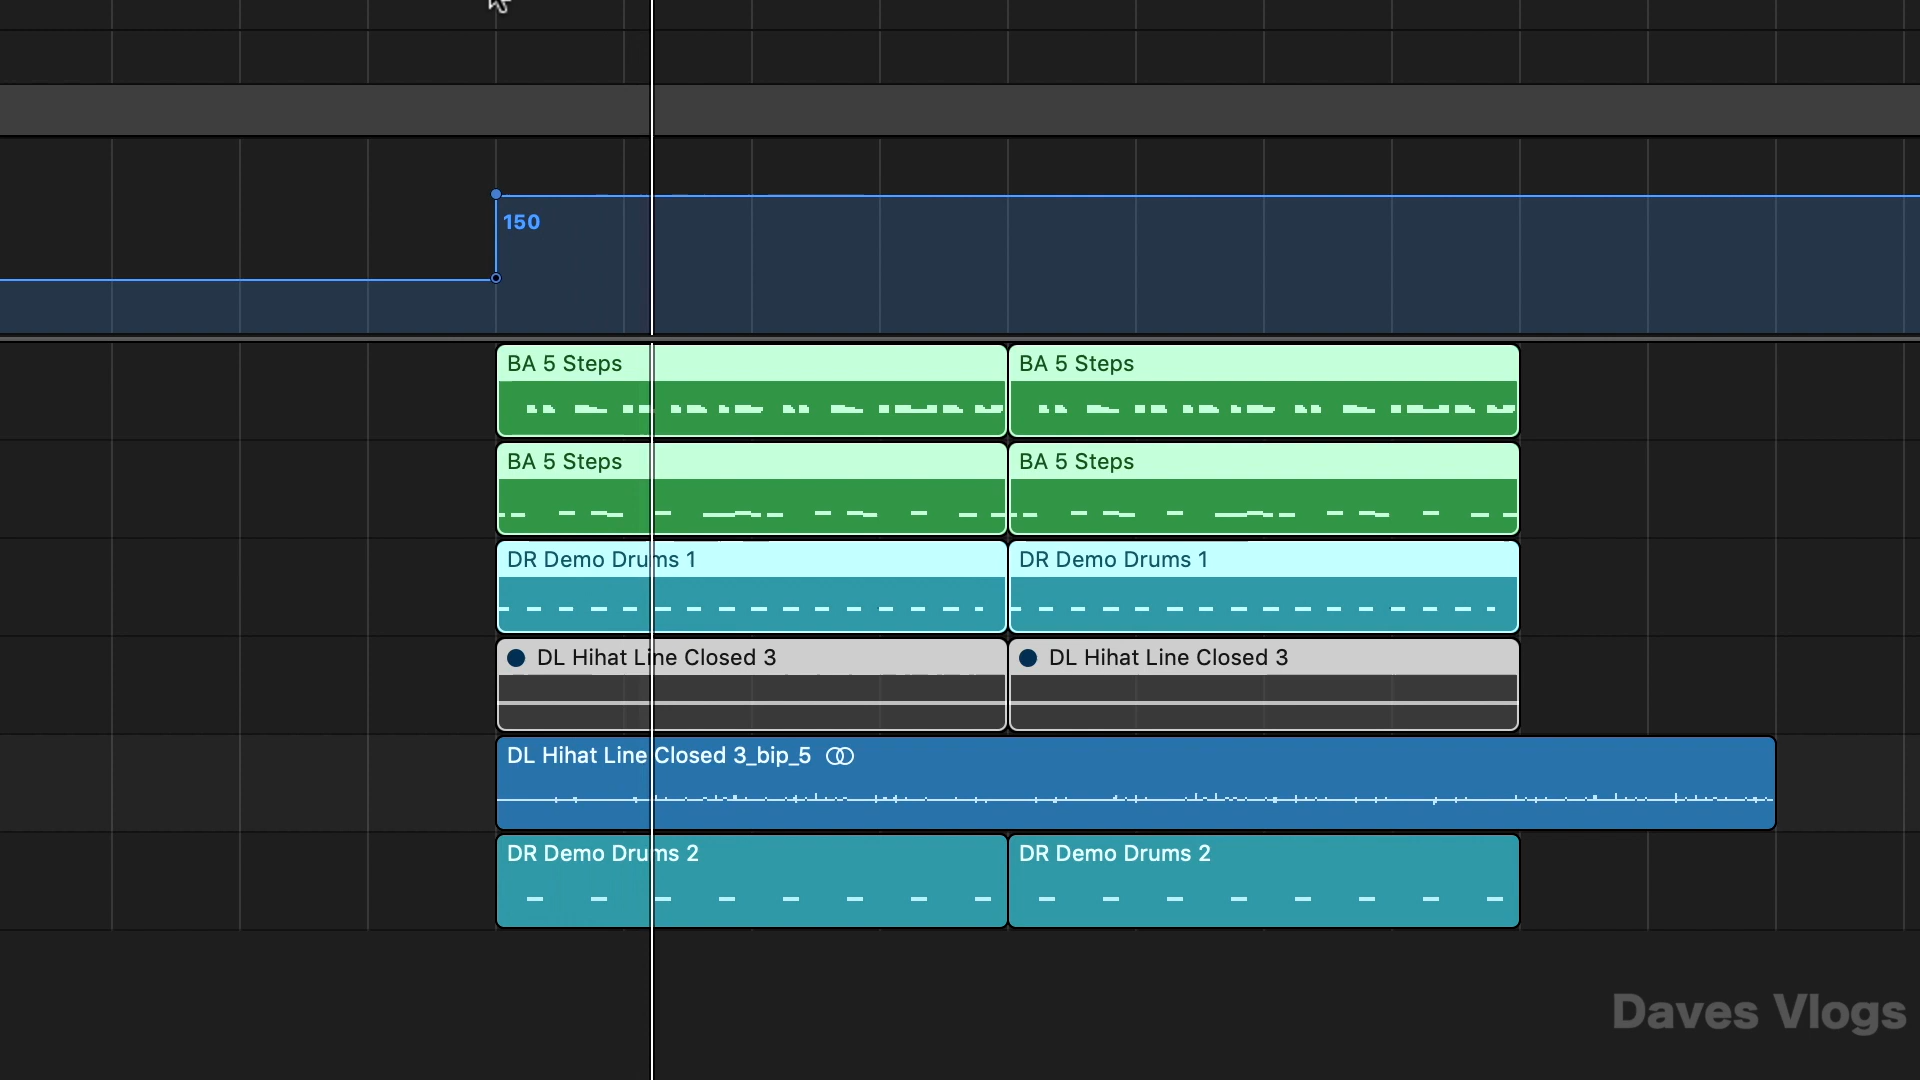 150
BA 5 Steps
BA 5 Steps
BA 5 Steps
BA 5 Steps
DR Demo Drums 1
DR Demo Drums 1
DL Hihat Line Closed 3
DL Hihat Line Closed 3
DL Hihat Line Closed 3_bip_5
DR Demo Drums 2
DR Demo Drums 2
Daves Vlogs